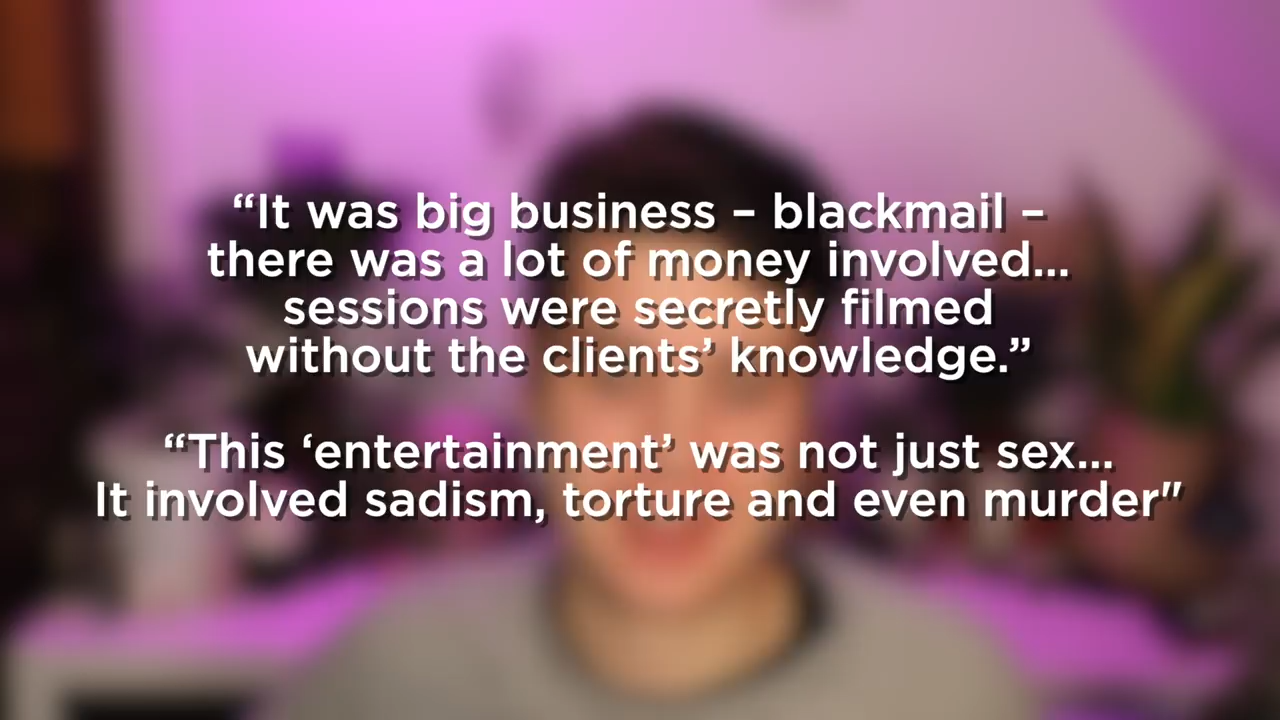 “It was big business – blackmail –
there was a lot of money involved...
sessions were secretly filmed
without the clients’ knowledge.”
“This ‘entertainment’ was not just sex...
It involved sadism, torture and even murder"